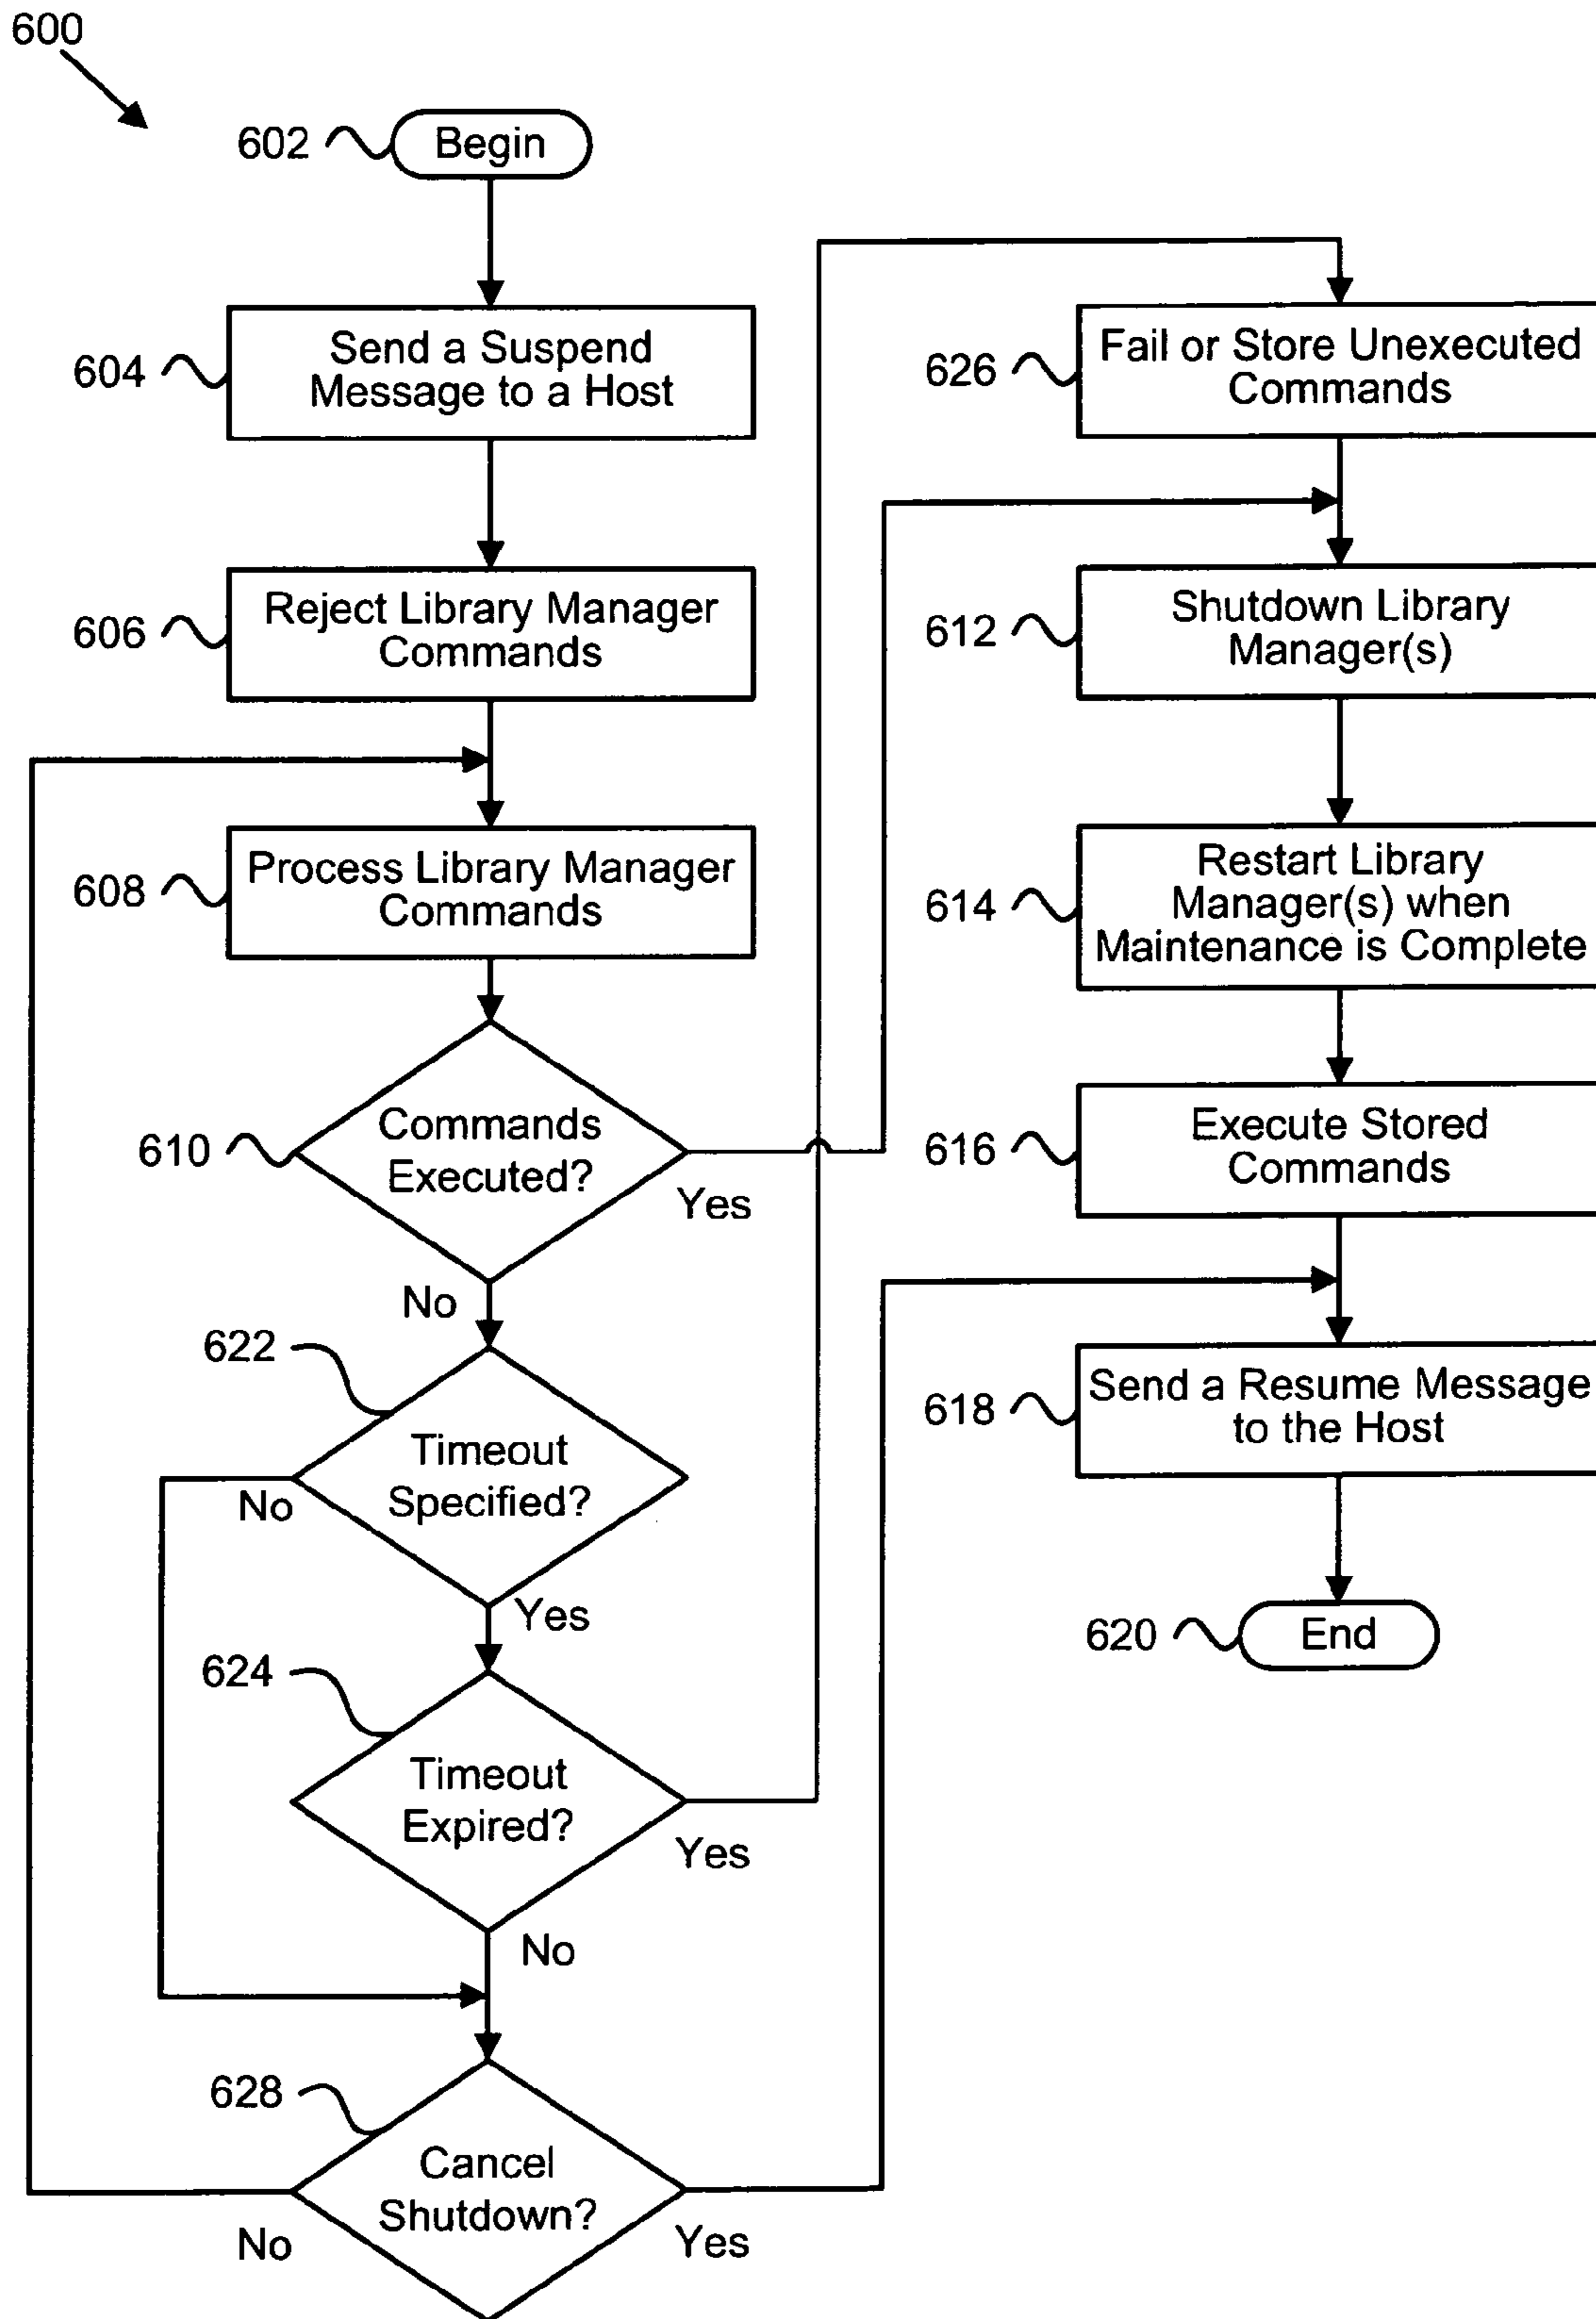 600
602
Begin
604
Send a Suspend
Message to a Host
606
Reject Library Manager
Commands
608
Process Library Manager
Commands
610
Commands
Executed?
Yes
No
622
Timeout
Specified?
No
Yes
624
Timeout
Expired?
Yes
No
628
Cancel
Shutdown?
No
Yes
626
Fail or Store Unexecuted
Commands
612
Shutdown Library
Manager(s)
614
Restart Library
Manager(s) when
Maintenance is Complete
616
Execute Stored
Commands
618
Send a Resume Message
to the Host
620
End